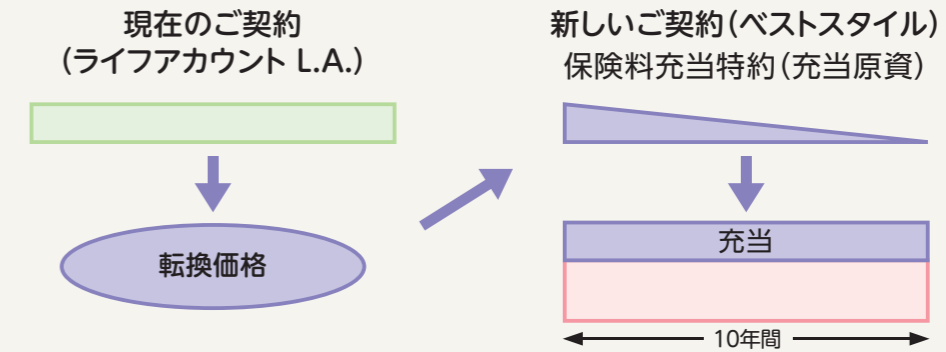 現在のご契約
(ライフアカウント L.A.)
転換価格
新しいご契約(ベストスタイル)
保険料充当特約(充当原資)
充当
10年間